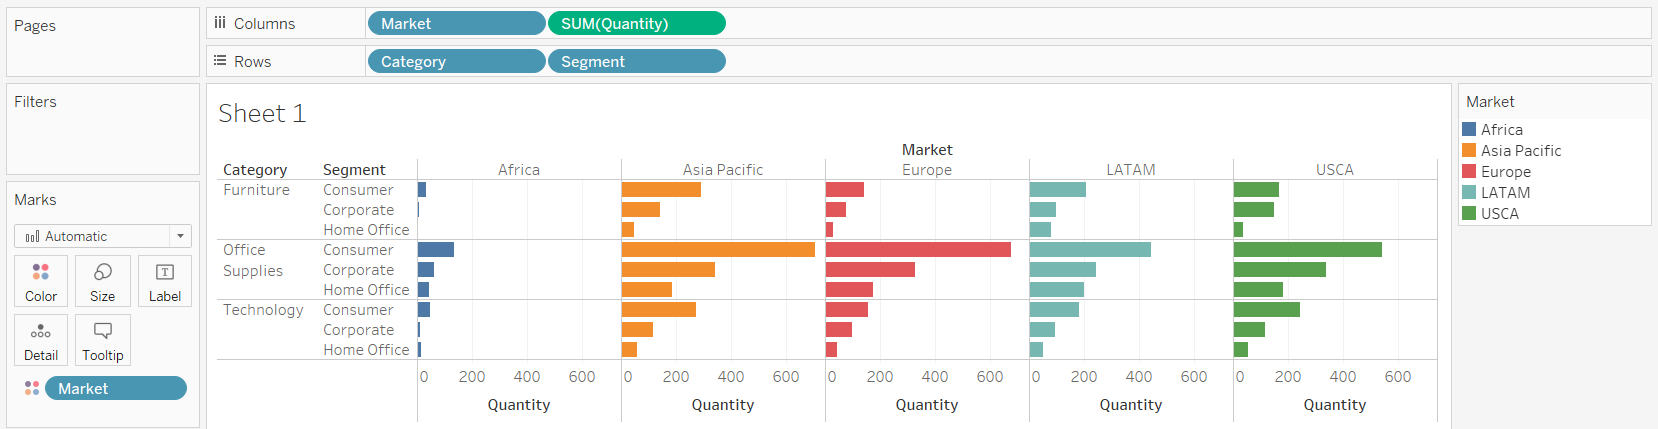 Pages
Columns Market SUM(Quantity)
Rows Category Segment
Filters
Marks
Automatic
Color Size Label
Detail Tooltip
Market
Sheet 1
Market
Category Segment Africa Asia Pacific Europe LATAM USCA
Furniture Consumer
Corporate
Home Office
Office Consumer
Supplies Corporate
Home Office
Technology Consumer
Corporate
Home Office
0 200 400 600 0 200 400 600 0 200 400 600 0 200 400 600 0 200 400 600
Quantity Quantity Quantity Quantity Quantity
Market
Africa
Asia Pacific
Europe
LATAM
USCA